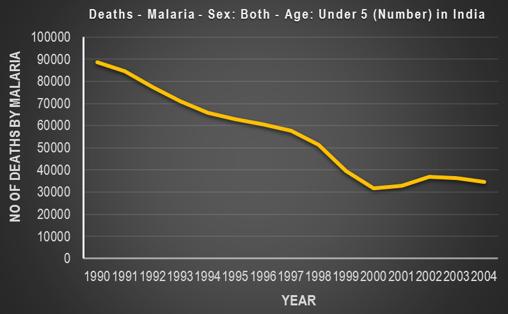 Deaths - Malaria - Sex: Both - Age: Under 5 (Number) in India
NO OF DEATHS BY MALARIA
100000
90000
80000
70000
60000
50000
40000
30000
20000
10000
0
1990 1991 1992 1993 1994 1995 1996 1997 1998 1999 2000 2001 2002 2003 2004
YEAR